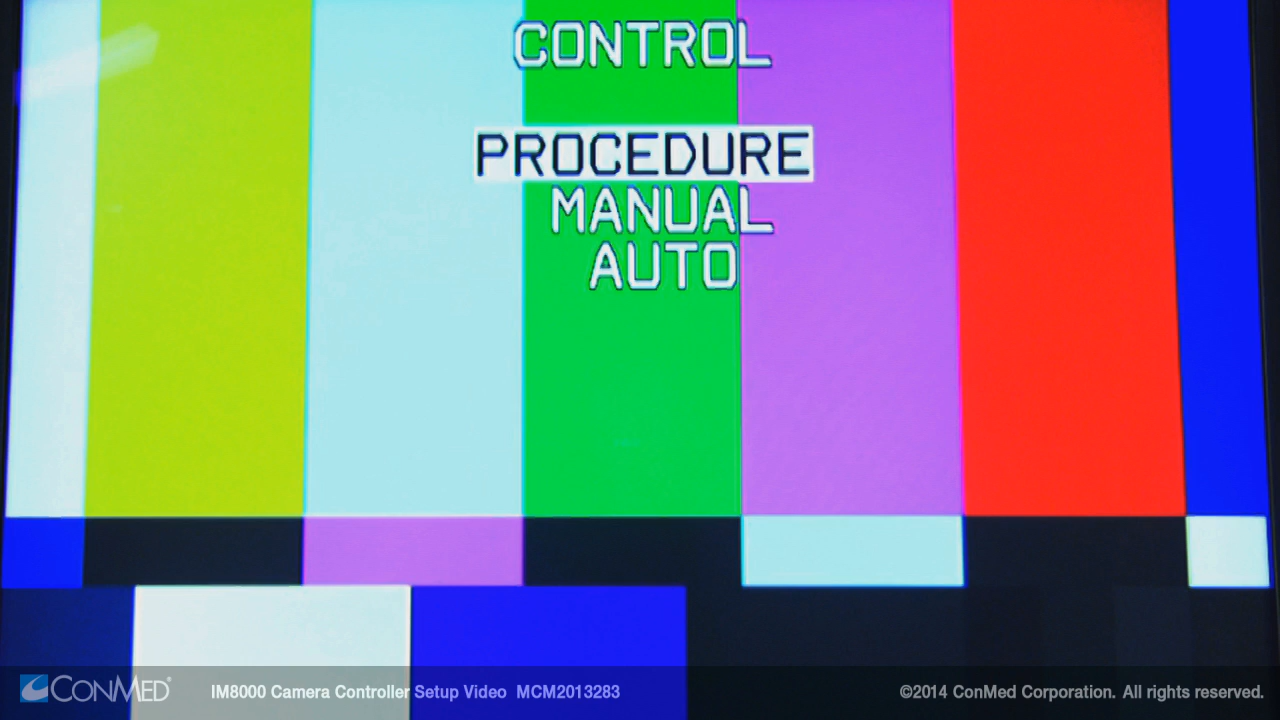 CONTROL
PROCEDURE
MANUAL
AUTO
CONMED®
IM8000 Camera Controller Setup Video MCM2013283
©2014 ConMed Corporation. All rights reserved.